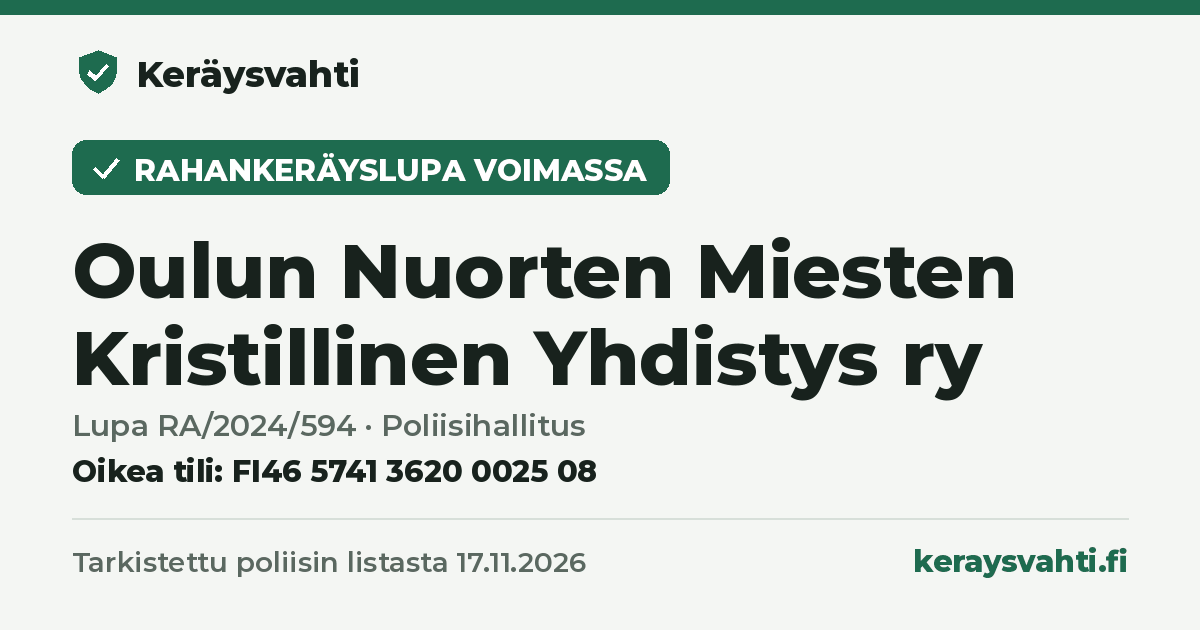 Keräysvahti
RAHANKERÄYSLUPA VOIMASSA
Oulun Nuorten Miesten
Kristillinen Yhdistys ry
Lupa RA/2024/594 · Poliisihallitus
Oikea tili: FI46 5741 3620 0025 08
Tarkistettu poliisin listasta 17.11.2026
keraysvahti.fi